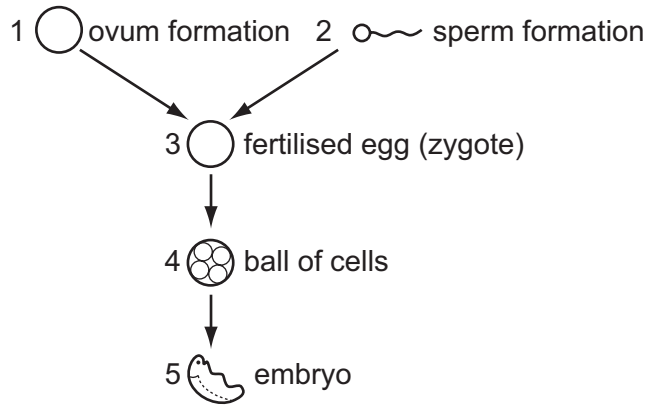 1 ovum formation 2 sperm formation
3 fertilised egg (zygote)
4 ball of cells
5 embryo